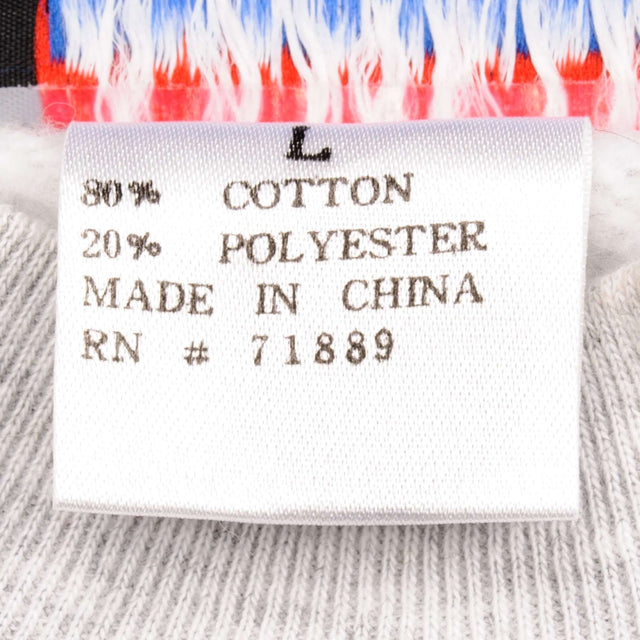 L
80% COTTON
20% POLYESTER
MADE IN CHINA
RN # 71889